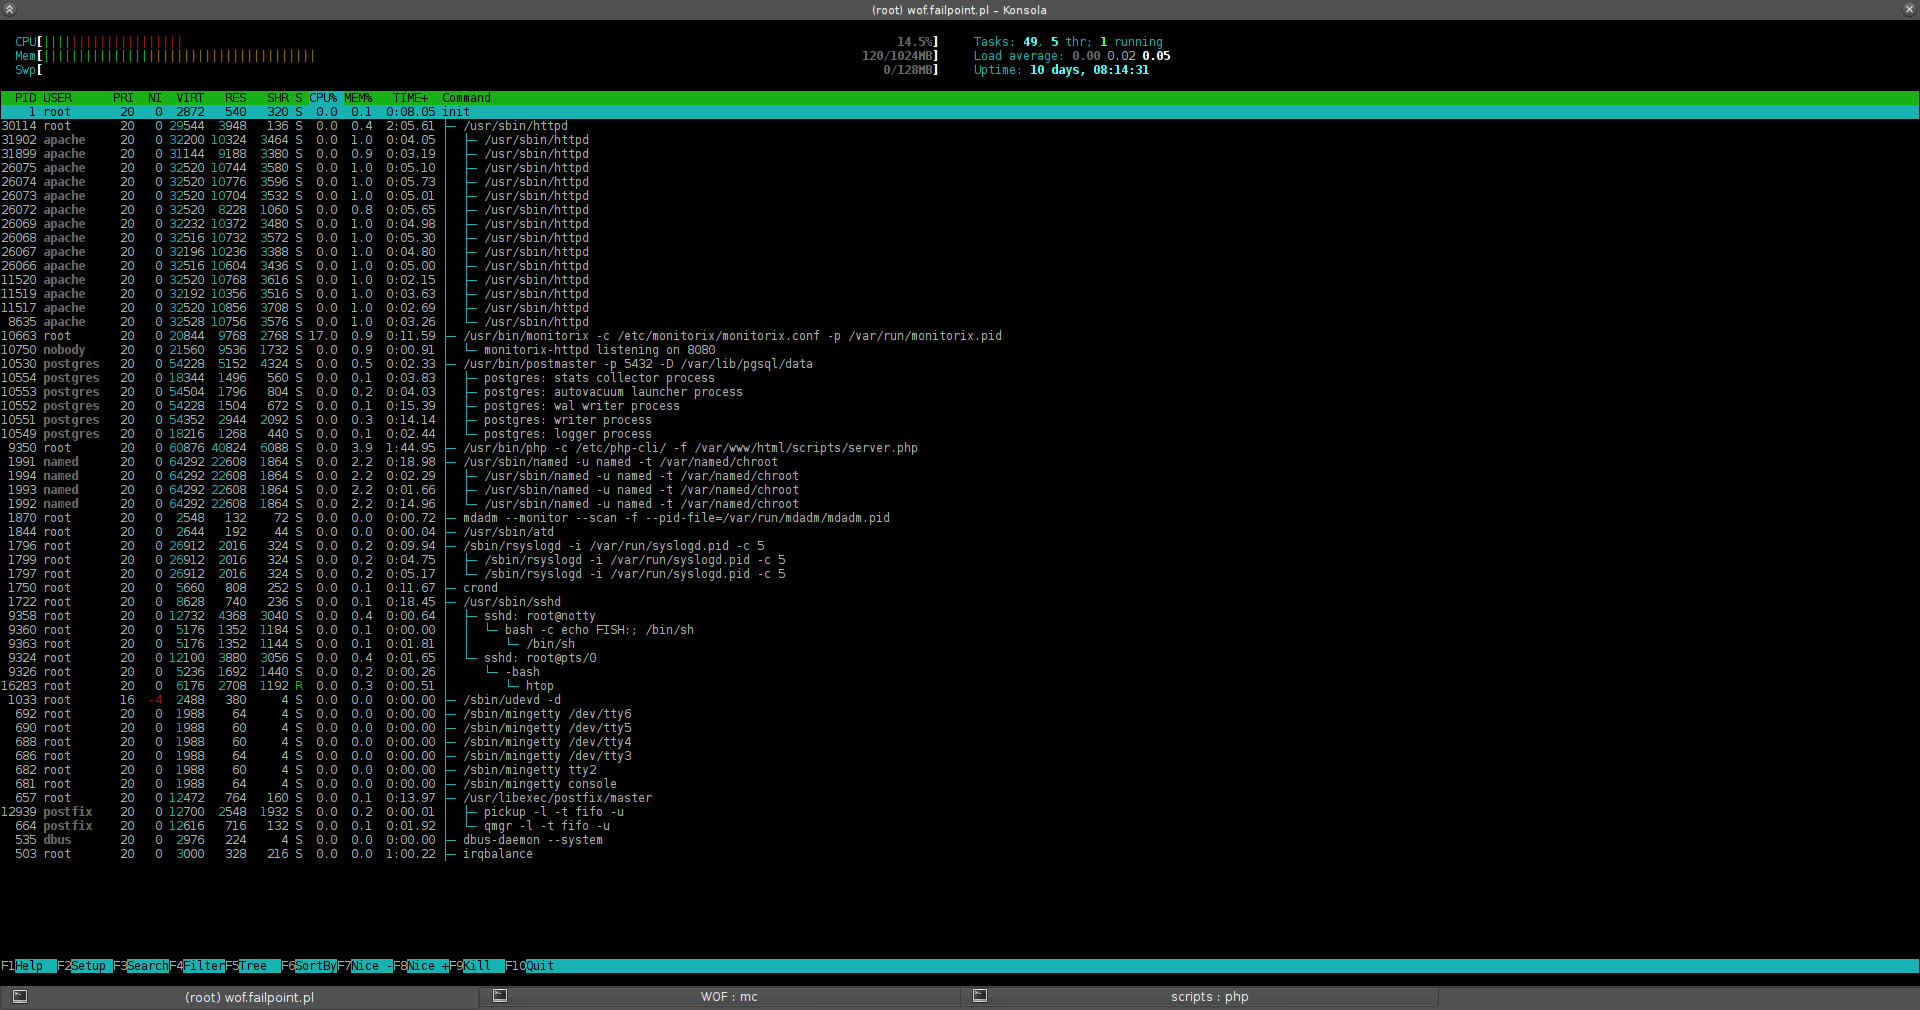 (root) wof.failpoint.pl – Konsola
CPU[||||||||||||||||||||     14.5%]     Tasks: 49, 5 thr; 1 running
Mem[|||||||||||||||||||||||||||||||||||||||     120/1024MB]     Load average: 0.00 0.02 0.05
Swp[     0/128MB]     Uptime: 10 days, 08:14:31
PID USER PRI NI VIRT RES SHR S CPU% MEM% TIME+ Command
1 root 20 0 2872 540 320 S 0.0 0.1 0:08.05 init
30114 root 20 0 29544 3948 136 S 0.0 0.4 2:05.61 ├─ /usr/sbin/httpd
31902 apache 20 0 32200 10324 3464 S 0.0 1.0 0:04.05 │ ├─ /usr/sbin/httpd
31899 apache 20 0 31144 9188 3380 S 0.0 0.9 0:03.19 │ ├─ /usr/sbin/httpd
26075 apache 20 0 32520 10744 3580 S 0.0 1.0 0:05.10 │ ├─ /usr/sbin/httpd
26074 apache 20 0 32520 10776 3596 S 0.0 1.0 0:05.73 │ ├─ /usr/sbin/httpd
26073 apache 20 0 32520 10704 3532 S 0.0 1.0 0:05.01 │ ├─ /usr/sbin/httpd
26072 apache 20 0 32520 8228 1060 S 0.0 0.8 0:05.65 │ ├─ /usr/sbin/httpd
26069 apache 20 0 32232 10372 3480 S 0.0 1.0 0:04.98 │ ├─ /usr/sbin/httpd
26068 apache 20 0 32516 10732 3572 S 0.0 1.0 0:05.30 │ ├─ /usr/sbin/httpd
26067 apache 20 0 32196 10236 3388 S 0.0 1.0 0:04.80 │ ├─ /usr/sbin/httpd
26066 apache 20 0 32516 10604 3436 S 0.0 1.0 0:05.00 │ ├─ /usr/sbin/httpd
11520 apache 20 0 32520 10768 3616 S 0.0 1.0 0:02.15 │ ├─ /usr/sbin/httpd
11519 apache 20 0 32192 10356 3516 S 0.0 1.0 0:03.63 │ ├─ /usr/sbin/httpd
11517 apache 20 0 32520 10856 3708 S 0.0 1.0 0:02.69 │ ├─ /usr/sbin/httpd
8635 apache 20 0 32528 10756 3576 S 0.0 1.0 0:03.26 │ └─ /usr/sbin/httpd
10663 root 20 0 20844 9768 2768 S 17.0 0.9 0:11.59 ├─ /usr/bin/monitorix -c /etc/monitorix/monitorix.conf -p /var/run/monitorix.pid
10750 nobody 20 0 21560 9536 1732 S 0.0 0.9 0:00.91 │ └─ monitorix-httpd listening on 8080
10530 postgres 20 0 54228 5152 4324 S 0.0 0.5 0:02.33 ├─ /usr/bin/postmaster -p 5432 -D /var/lib/pgsql/data
10554 postgres 20 0 18344 1496 560 S 0.0 0.1 0:03.83 │ ├─ postgres: stats collector process
10553 postgres 20 0 54504 1796 804 S 0.0 0.2 0:04.03 │ ├─ postgres: autovacuum launcher process
10552 postgres 20 0 54228 1504 672 S 0.0 0.1 0:15.39 │ ├─ postgres: wal writer process
10551 postgres 20 0 54352 2944 2092 S 0.0 0.3 0:14.14 │ ├─ postgres: writer process
10549 postgres 20 0 18216 1268 440 S 0.0 0.1 0:02.44 │ └─ postgres: logger process
9350 root 20 0 60876 40824 6088 S 0.0 3.9 1:44.95 ├─ /usr/bin/php -c /etc/php-cli/ -f /var/www/html/scripts/server.php
1991 named 20 0 64292 22608 1864 S 0.0 2.2 0:18.98 ├─ /usr/sbin/named -u named -t /var/named/chroot
1994 named 20 0 64292 22608 1864 S 0.0 2.2 0:02.29 │ ├─ /usr/sbin/named -u named -t /var/named/chroot
1993 named 20 0 64292 22608 1864 S 0.0 2.2 0:01.66 │ ├─ /usr/sbin/named -u named -t /var/named/chroot
1992 named 20 0 64292 22608 1864 S 0.0 2.2 0:14.96 │ └─ /usr/sbin/named -u named -t /var/named/chroot
1870 root 20 0 2548 132 72 S 0.0 0.0 0:00.72 ├─ mdadm --monitor --scan -f --pid-file=/var/run/mdadm/mdadm.pid
1844 root 20 0 2644 192 44 S 0.0 0.0 0:00.04 ├─ /usr/sbin/atd
1796 root 20 0 26912 2016 324 S 0.0 0.2 0:09.94 ├─ /sbin/rsyslogd -i /var/run/syslogd.pid -c 5
1799 root 20 0 26912 2016 324 S 0.0 0.2 0:04.75 │ ├─ /sbin/rsyslogd -i /var/run/syslogd.pid -c 5
1797 root 20 0 26912 2016 324 S 0.0 0.2 0:05.17 │ └─ /sbin/rsyslogd -i /var/run/syslogd.pid -c 5
1750 root 20 0 5660 808 252 S 0.0 0.1 0:11.67 ├─ crond
1722 root 20 0 8628 740 236 S 0.0 0.1 0:18.45 ├─ /usr/sbin/sshd
9358 root 20 0 12732 4368 3040 S 0.0 0.4 0:00.64 │ ├─ sshd: root@notty
9360 root 20 0 5176 1352 1184 S 0.0 0.1 0:00.00 │ │ └─ bash -c echo FISH:; /bin/sh
9363 root 20 0 5176 1352 1144 S 0.0 0.1 0:01.81 │ │ └─ /bin/sh
9324 root 20 0 12100 3880 3056 S 0.0 0.4 0:01.65 │ └─ sshd: root@pts/0
9326 root 20 0 5236 1692 1440 S 0.0 0.2 0:00.26 │ └─ -bash
16283 root 20 0 6176 2708 1192 R 0.0 0.3 0:00.51 │ └─ htop
1033 root 16 -4 2488 380 4 S 0.0 0.0 0:00.00 ├─ /sbin/udevd -d
692 root 20 0 1988 64 4 S 0.0 0.0 0:00.00 ├─ /sbin/mingetty /dev/tty6
690 root 20 0 1988 60 4 S 0.0 0.0 0:00.00 ├─ /sbin/mingetty /dev/tty5
688 root 20 0 1988 60 4 S 0.0 0.0 0:00.00 ├─ /sbin/mingetty /dev/tty4
686 root 20 0 1988 64 4 S 0.0 0.0 0:00.00 ├─ /sbin/mingetty /dev/tty3
682 root 20 0 1988 60 4 S 0.0 0.0 0:00.00 ├─ /sbin/mingetty tty2
681 root 20 0 1988 64 4 S 0.0 0.0 0:00.00 ├─ /sbin/mingetty console
657 root 20 0 12472 764 160 S 0.0 0.1 0:13.97 ├─ /usr/libexec/postfix/master
12939 postfix 20 0 12700 2548 1932 S 0.0 0.2 0:00.01 │ ├─ pickup -l -t fifo -u
664 postfix 20 0 12616 716 132 S 0.0 0.1 0:01.92 │ └─ qmgr -l -t fifo -u
535 dbus 20 0 2976 224 4 S 0.0 0.0 0:00.00 ├─ dbus-daemon --system
503 root 20 0 3000 328 216 S 0.0 0.0 1:00.22 ├─ irqbalance
F1Help F2Setup F3SearchF4FilterF5Tree F6SortByF7Nice -F8Nice +F9Kill F10Quit
(root) wof.failpoint.pl     WOF : mc     scripts : php